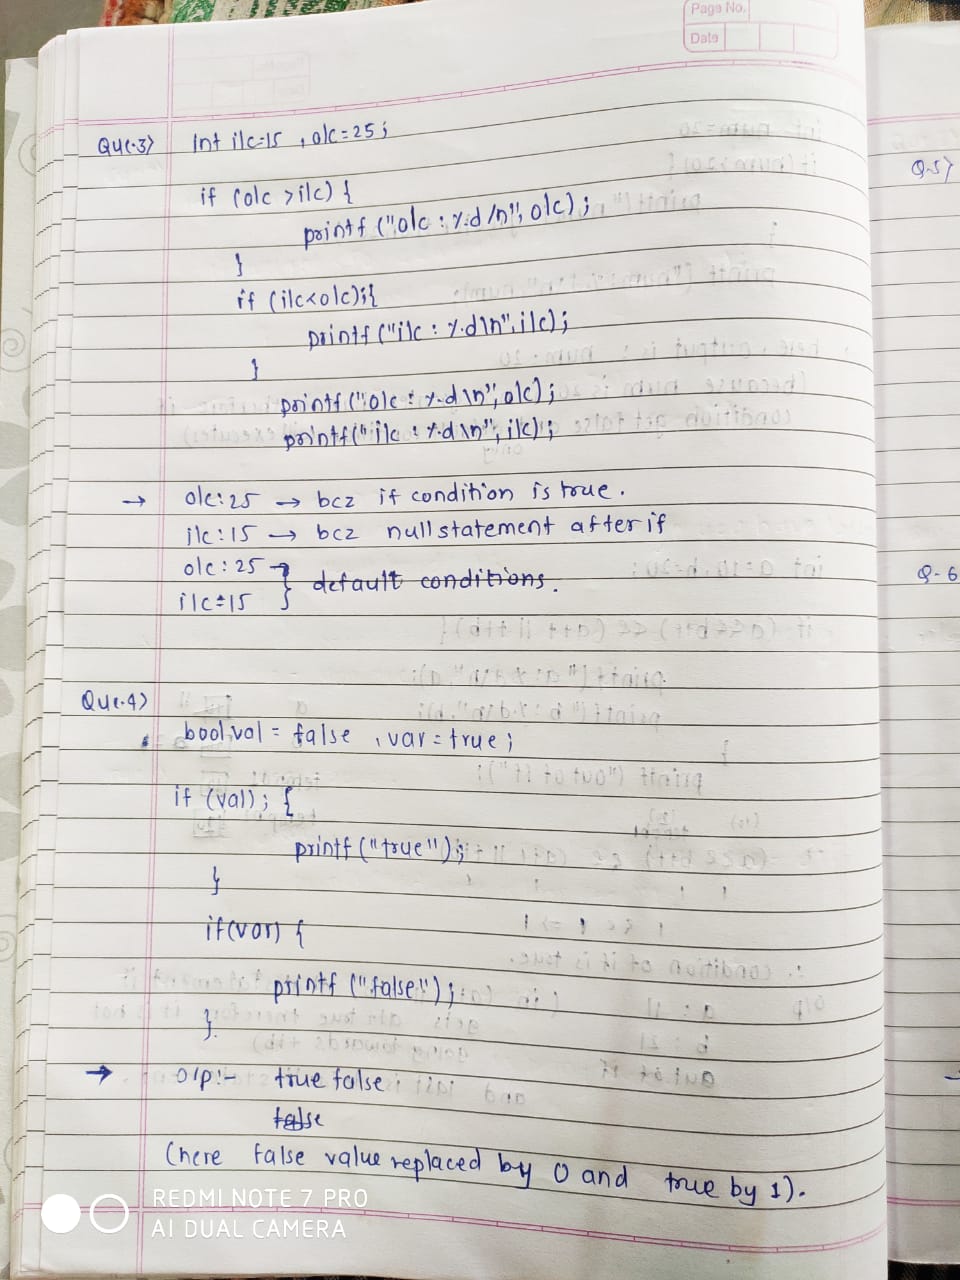 Page No.
Date
Que.3) Int ilc=15 , olc=25;
if (olc >ilc) {
printf ("olc : %d /n", olc);
}
if (ilc<olc);{
printf ("ilc : %d \n", ilc);
}
printf ("olc : %d \n", olc);
printf ("ilc : %d \n", ilc);
→ olc:25 → bcz if condition is true.
ilc:15 → bcz null statement after if
olc:25 } default conditions.
ilc:15
Que.4)
bool val = false , var = true;
if (val); {
printf ("true");
}
if(var) {
printf ("false");
}
→ O/P:- true false
false
(here false value replaced by 0 and true by 1).
Q.5)
Q-6
REDMI NOTE 7 PRO
AI DUAL CAMERA